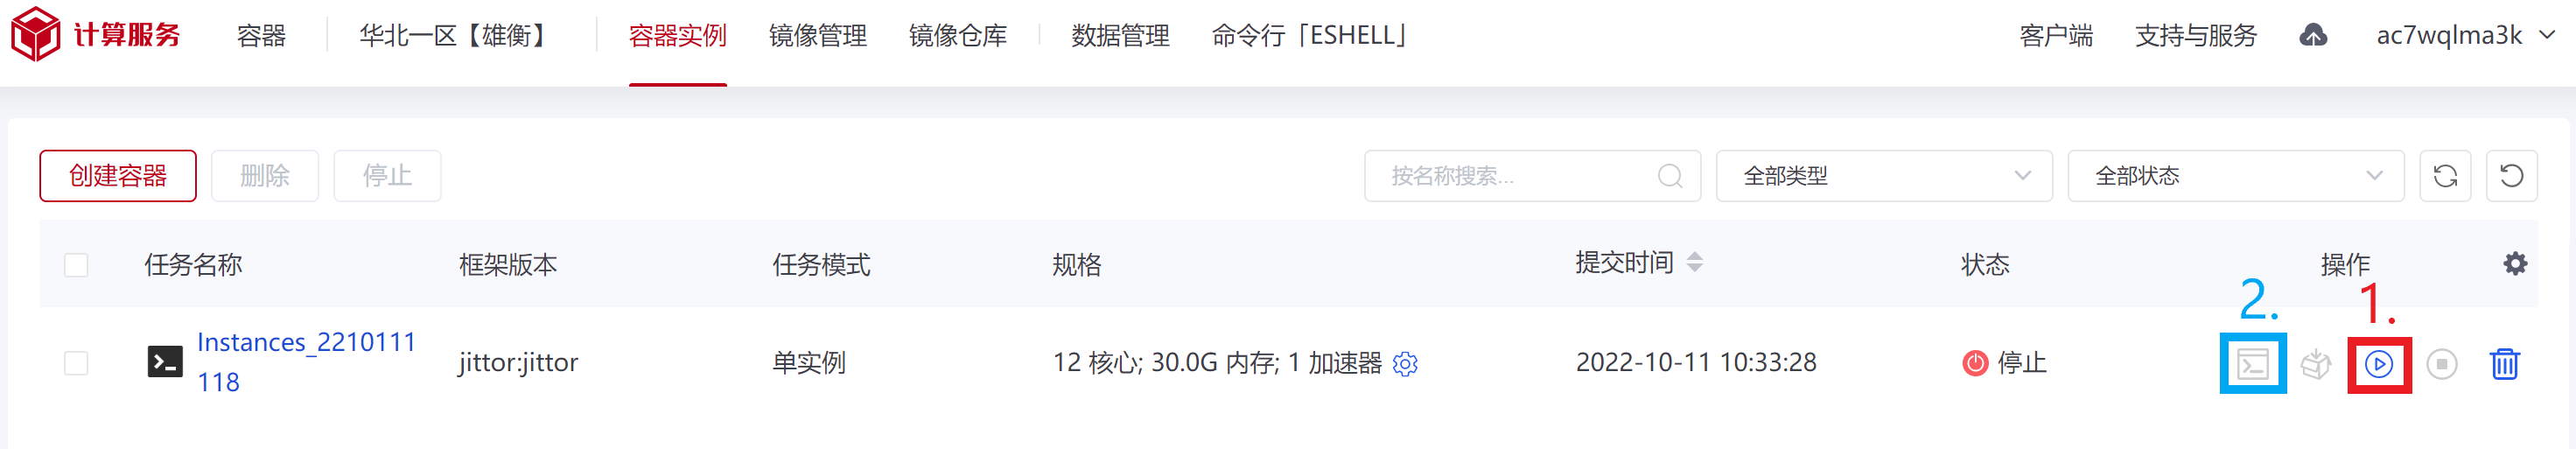 计算服务 容器 华北一区【雄衡】 容器实例 镜像管理 镜像仓库 数据管理 命令行「ESHELL」 客户端 支持与服务 ac7wqlma3k
创建容器 删除 停止 按名称搜索... 全部类型 全部状态
任务名称 框架版本 任务模式 规格 提交时间 状态 操作
2. 1.
Instances_2210111
118
jittor:jittor 单实例 12 核心; 30.0G 内存; 1 加速器 2022-10-11 10:33:28 停止